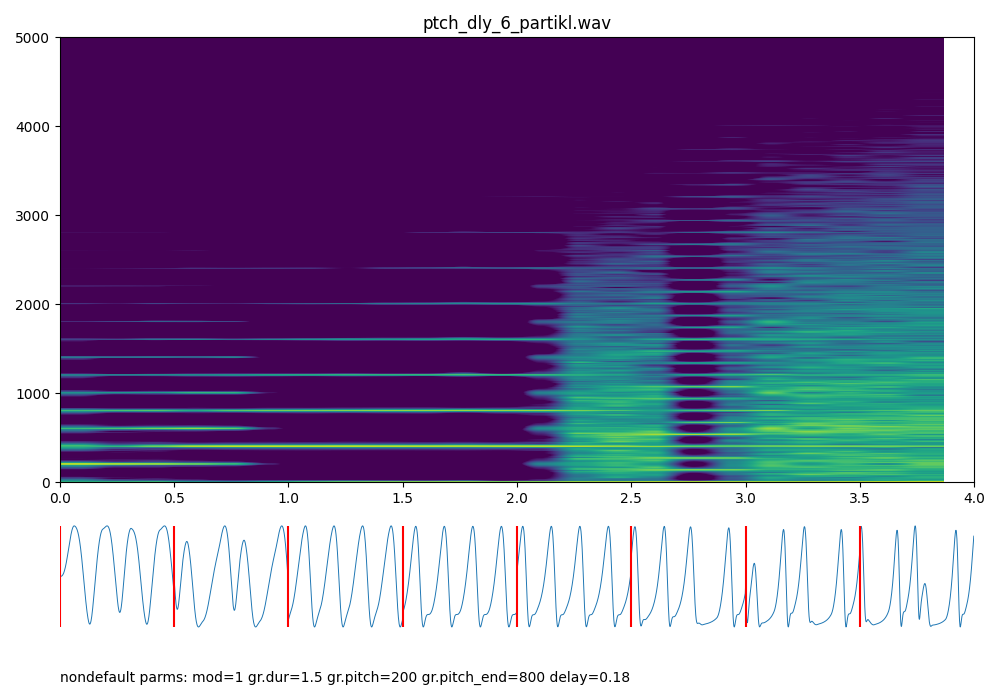 ptch_dly_6_partikl.wav
5000
4000
3000
2000
1000
0
0.0 0.5 1.0 1.5 2.0 2.5 3.0 3.5 4.0
nondefault parms: mod=1 gr.dur=1.5 gr.pitch=200 gr.pitch_end=800 delay=0.18